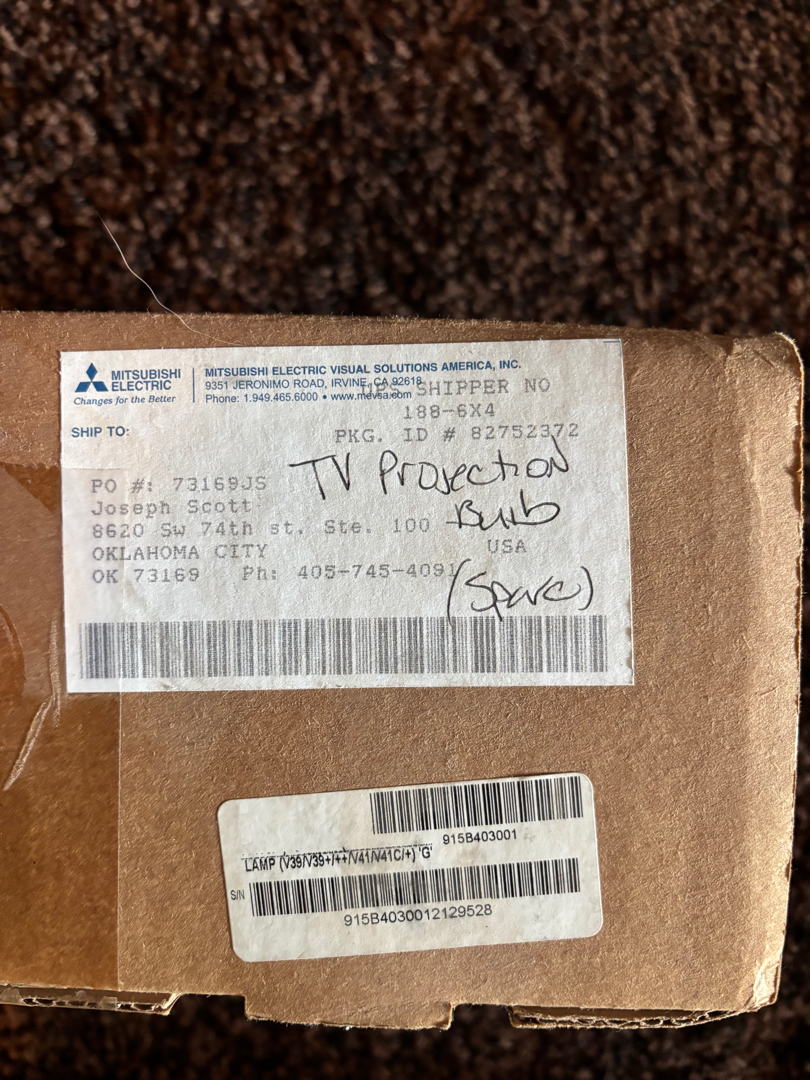 MITSUBISHI ELECTRIC
Changes for the Better
MITSUBISHI ELECTRIC VISUAL SOLUTIONS AMERICA, INC.
9351 JERONIMO ROAD, IRVINE, CA 92618
Phone: 1.949.465.6000 • www.mevsa.com
UPS SHIPPER NO
188-6X4
PKG. ID # 82752372
SHIP TO:
TV Projection
Bulb
(Spare)
PO #: 73169JS
Joseph Scott
8620 Sw 74th st. Ste. 100
OKLAHOMA CITY USA
OK 73169 Ph: 405-745-4091
915B403001
LAMP (V39/V39+/++/V41/V41C/+) 'G'
S/N
915B4030012129528